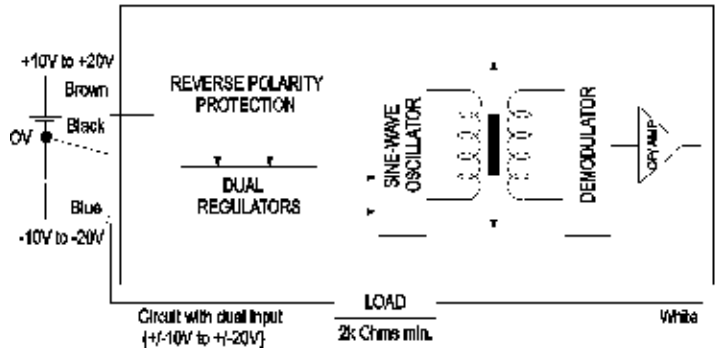 +10V to +20V
Brown
Black
0V
Blue
-10V to -20V
REVERSE POLARITY
PROTECTION
DUAL
REGULATORS
SINE-WAVE
OSCILLATOR
DEMODULATOR
AMP
LOAD
2k Ohms min.
White
Circuit with dual input
(+/-10V to +/-20V)